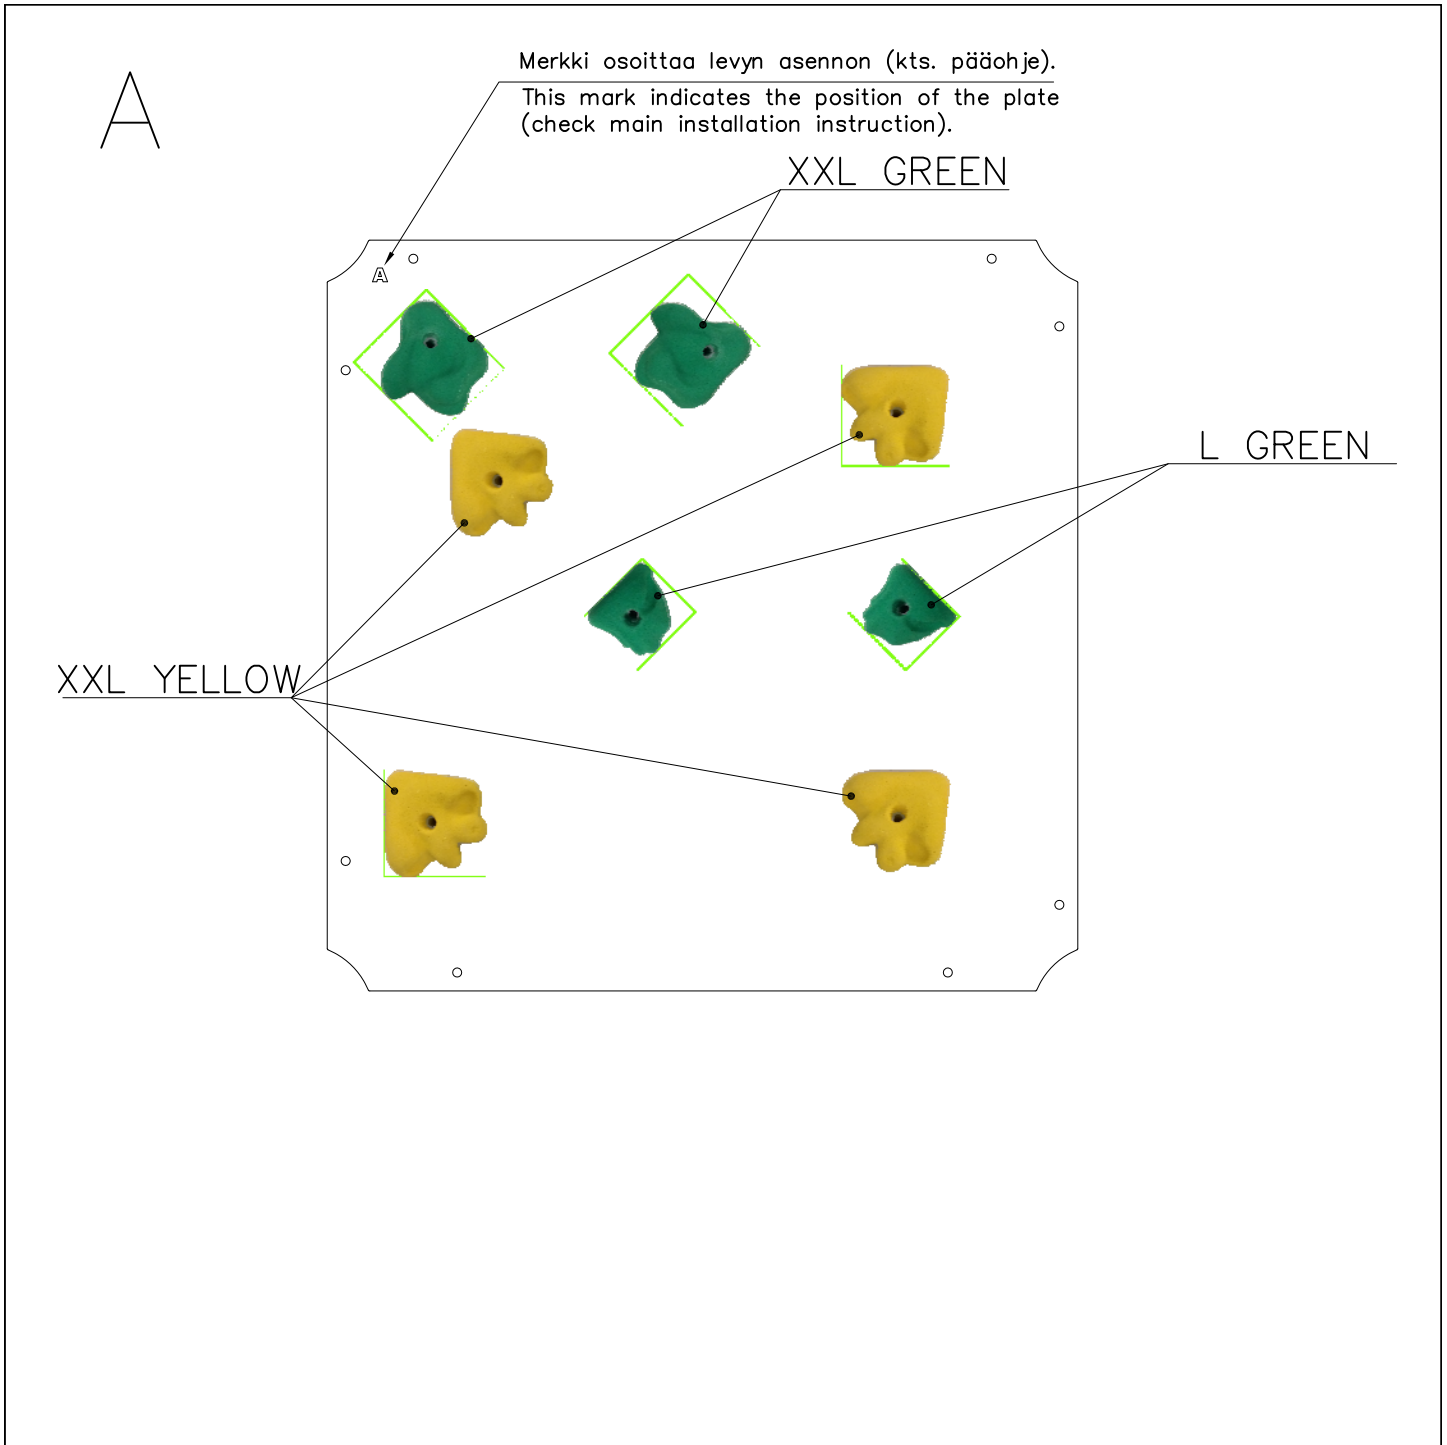 A
Merkki osoittaa levyn asennon (kts. pääohje).
This mark indicates the position of the plate
(check main installation instruction).
XXL GREEN
A
L GREEN
XXL YELLOW